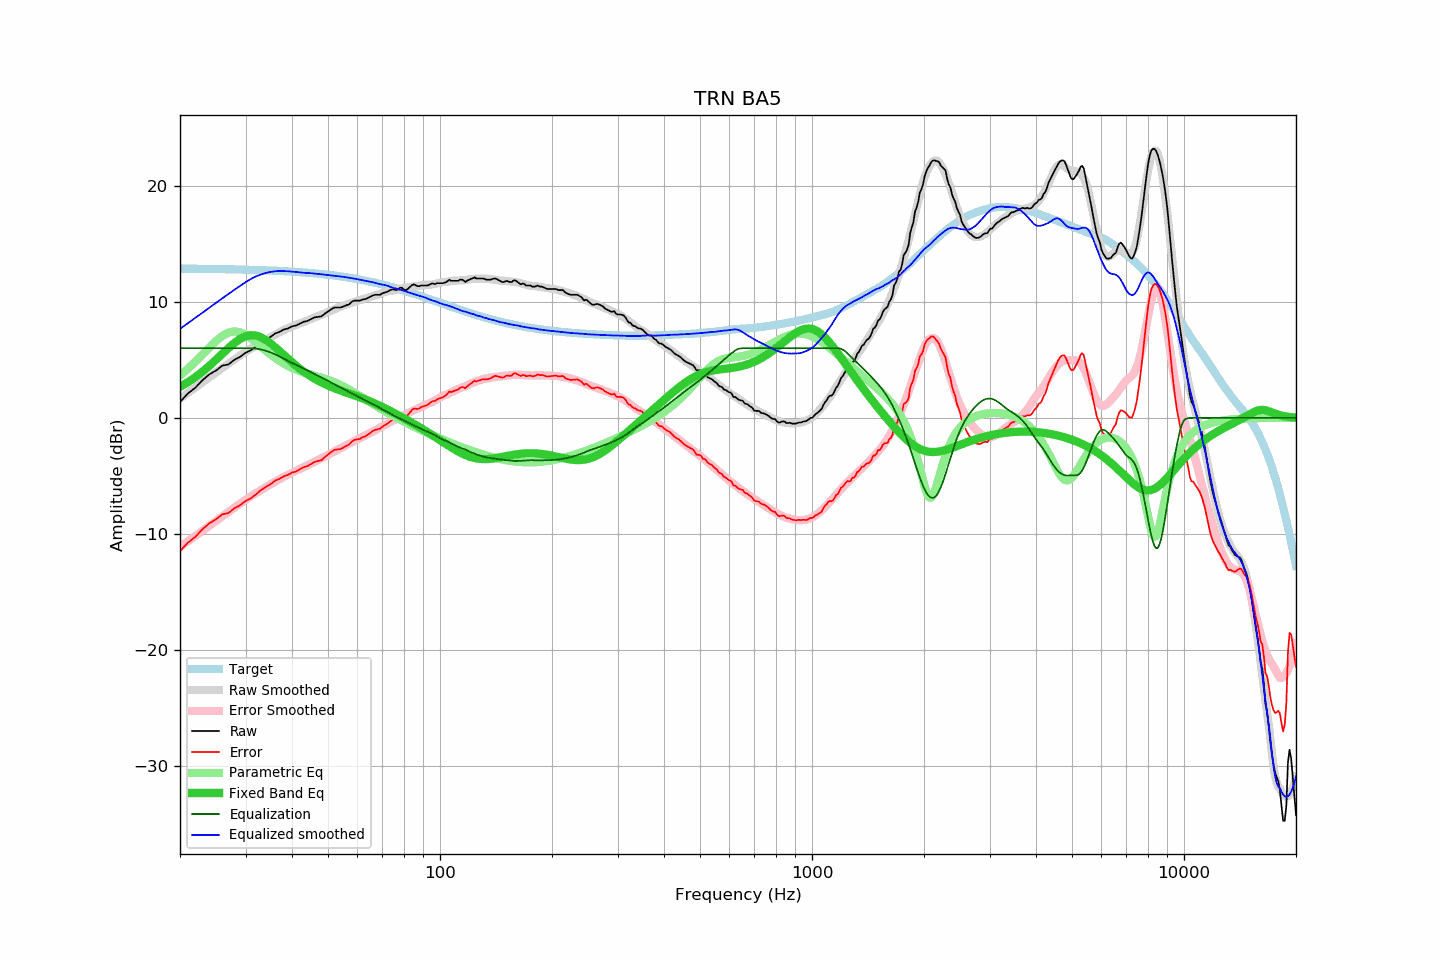 TRN BA5
Amplitude (dBr)
20
10
0
−10
−20
−30
Target
Raw Smoothed
Error Smoothed
Raw
Error
Parametric Eq
Fixed Band Eq
Equalization
Equalized smoothed
100
1000
10000
Frequency (Hz)